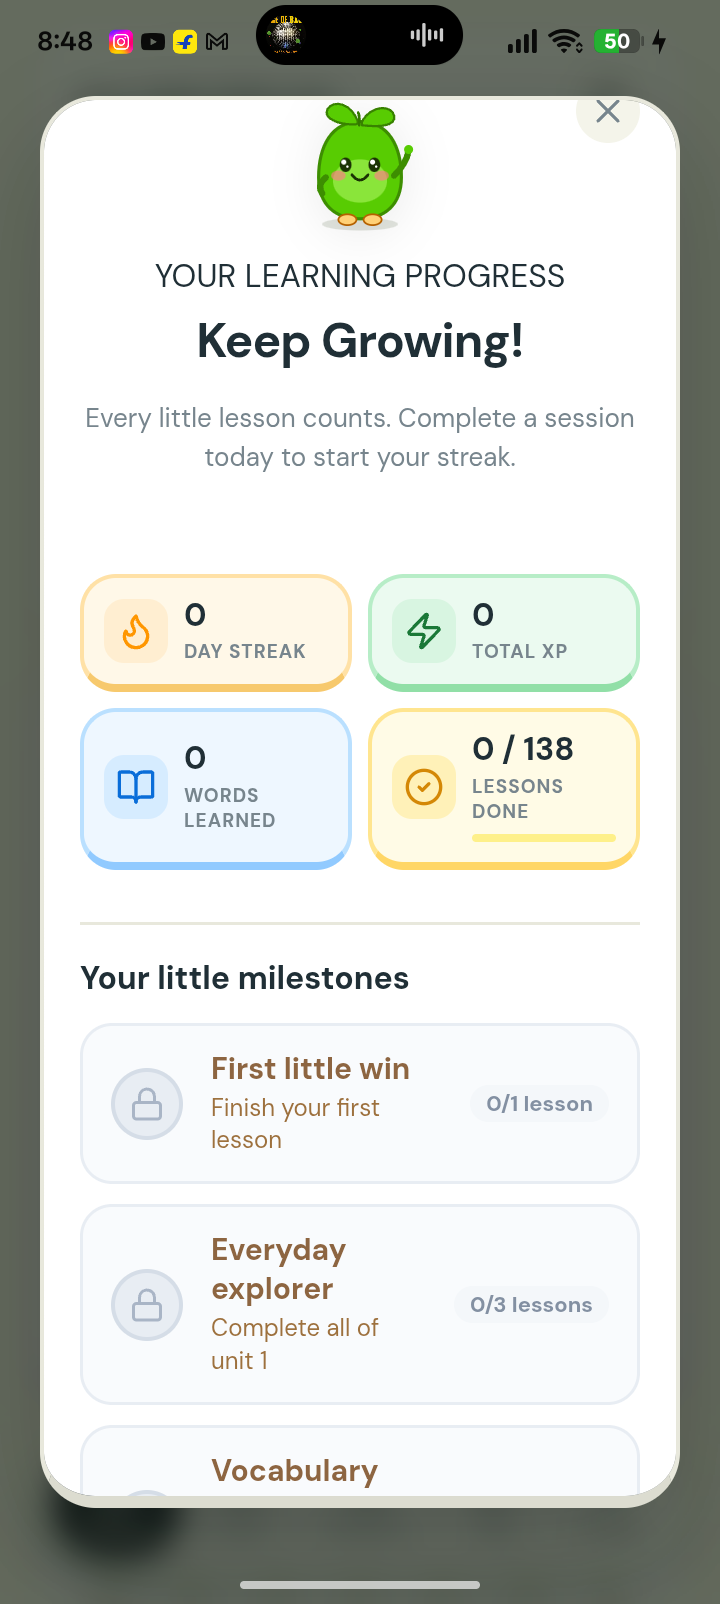 8:48
50
YOUR LEARNING PROGRESS
Keep Growing!
Every little lesson counts. Complete a session
today to start your streak.
0
DAY STREAK
0
TOTAL XP
0
WORDS
LEARNED
0 / 138
LESSONS
DONE
Your little milestones
First little win
Finish your first
lesson
0/1 lesson
Everyday
explorer
Complete all of
unit 1
0/3 lessons
Vocabulary